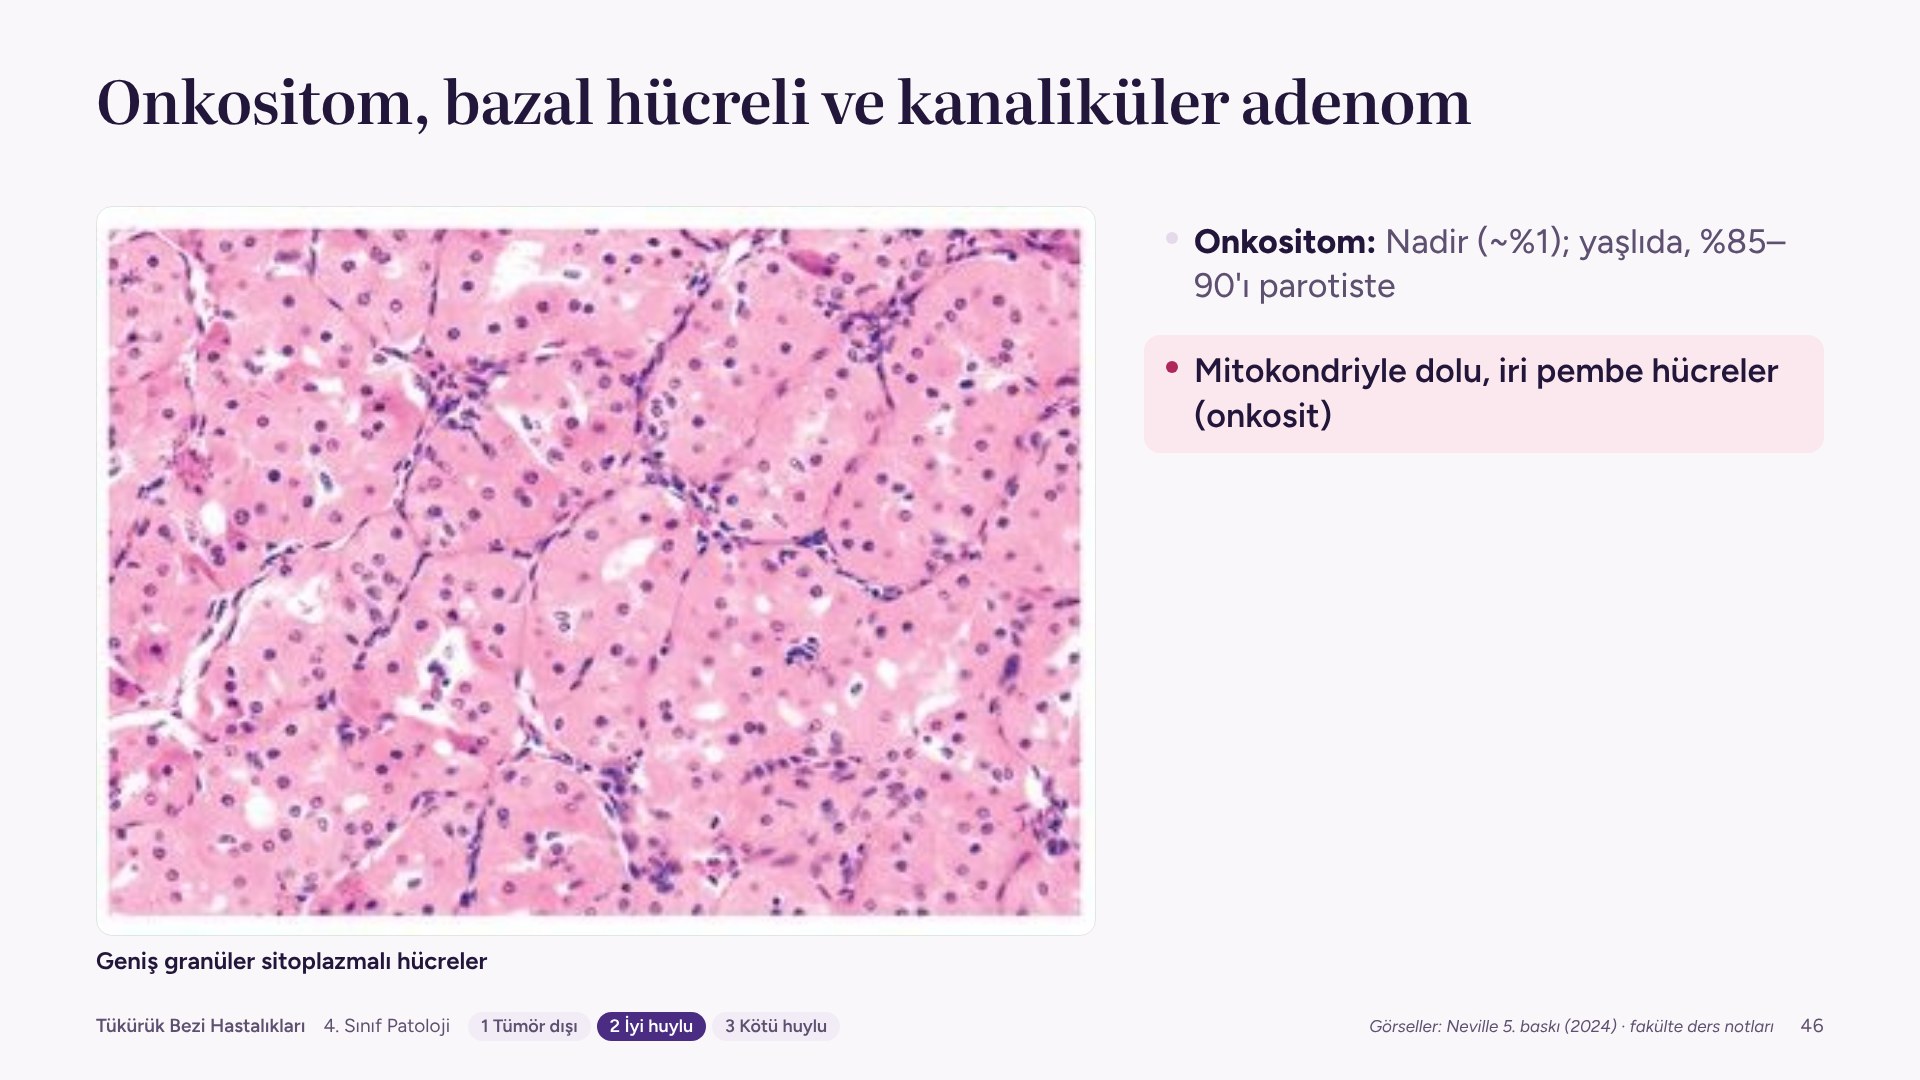 Onkositom, bazal hücreli ve kanaliküler adenom
Onkositom: Nadir (~%1); yaşlıda, %85–
90'ı parotiste
Mitokondriyle dolu, iri pembe hücreler
(onkosit)
Geniş granüler sitoplazmalı hücreler
Tükürük Bezi Hastalıkları 4. Sınıf Patoloji 1 Tümör dışı 2 İyi huylu 3 Kötü huylu
Görseller: Neville 5. baskı (2024) · fakülte ders notları 46